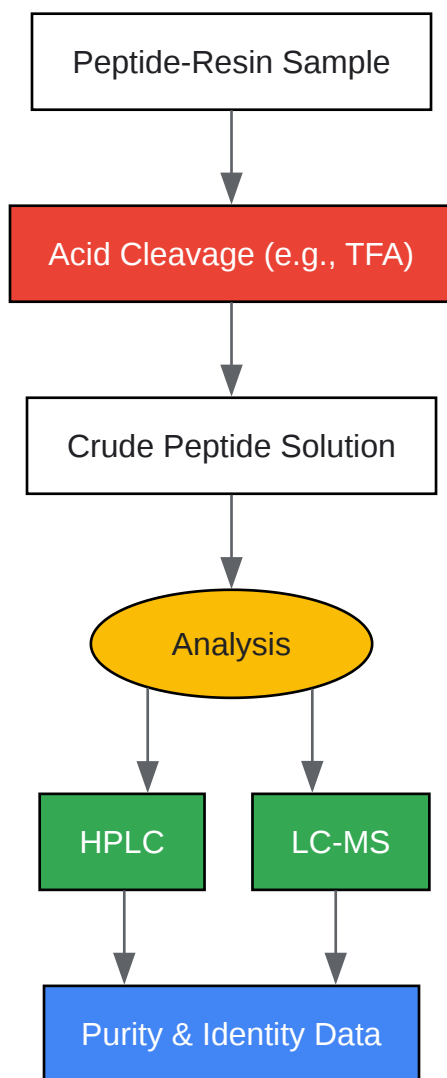 Peptide-Resin Sample
Acid Cleavage (e.g., TFA)
Crude Peptide Solution
Analysis
HPLC
LC-MS
Purity & Identity Data